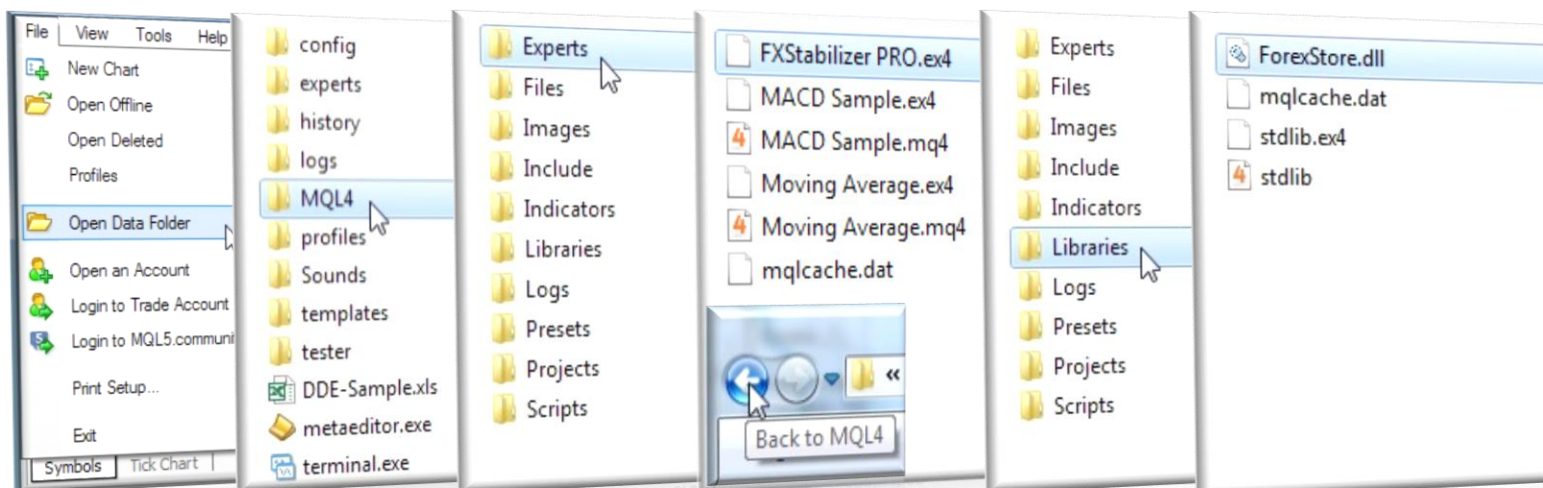 File View Tools Help
New Chart
Open Offline
Open Deleted
Profiles
Open Data Folder
Open an Account
Login to Trade Account
Login to MQL5.communi
Print Setup...
Exit
Symbols Tick Chart
config
experts
history
logs
MQL4
profiles
Sounds
templates
tester
DDE-Sample.xls
metaeditor.exe
terminal.exe
Experts
Files
Images
Include
Indicators
Libraries
Logs
Presets
Projects
Scripts
FXStabilizer PRO.ex4
MACD Sample.ex4
MACD Sample.mq4
Moving Average.ex4
Moving Average.mq4
mqlcache.dat
«
Back to MQL4
Experts
Files
Images
Include
Indicators
Libraries
Logs
Presets
Projects
Scripts
ForexStore.dll
mqlcache.dat
stdlib.ex4
stdlib